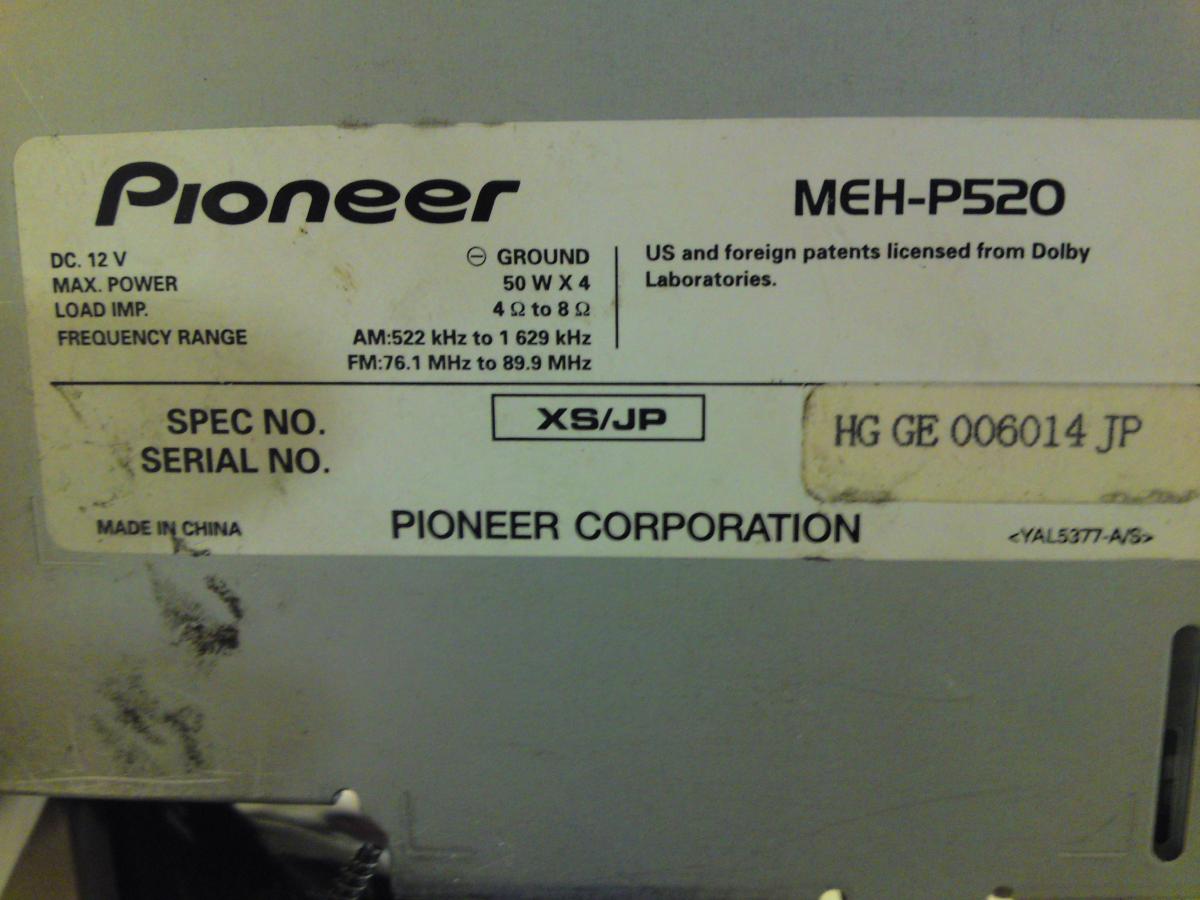 Pioneer
MEH-P520
DC. 12 V ⊖ GROUND
MAX. POWER 50 W X 4
LOAD IMP. 4 Ω to 8 Ω
FREQUENCY RANGE AM:522 kHz to 1 629 kHz
FM:76.1 MHz to 89.9 MHz
US and foreign patents licensed from Dolby
Laboratories.
SPEC NO. XS/JP
SERIAL NO. HG GE 006014 JP
MADE IN CHINA PIONEER CORPORATION <YAL5377-A/S>